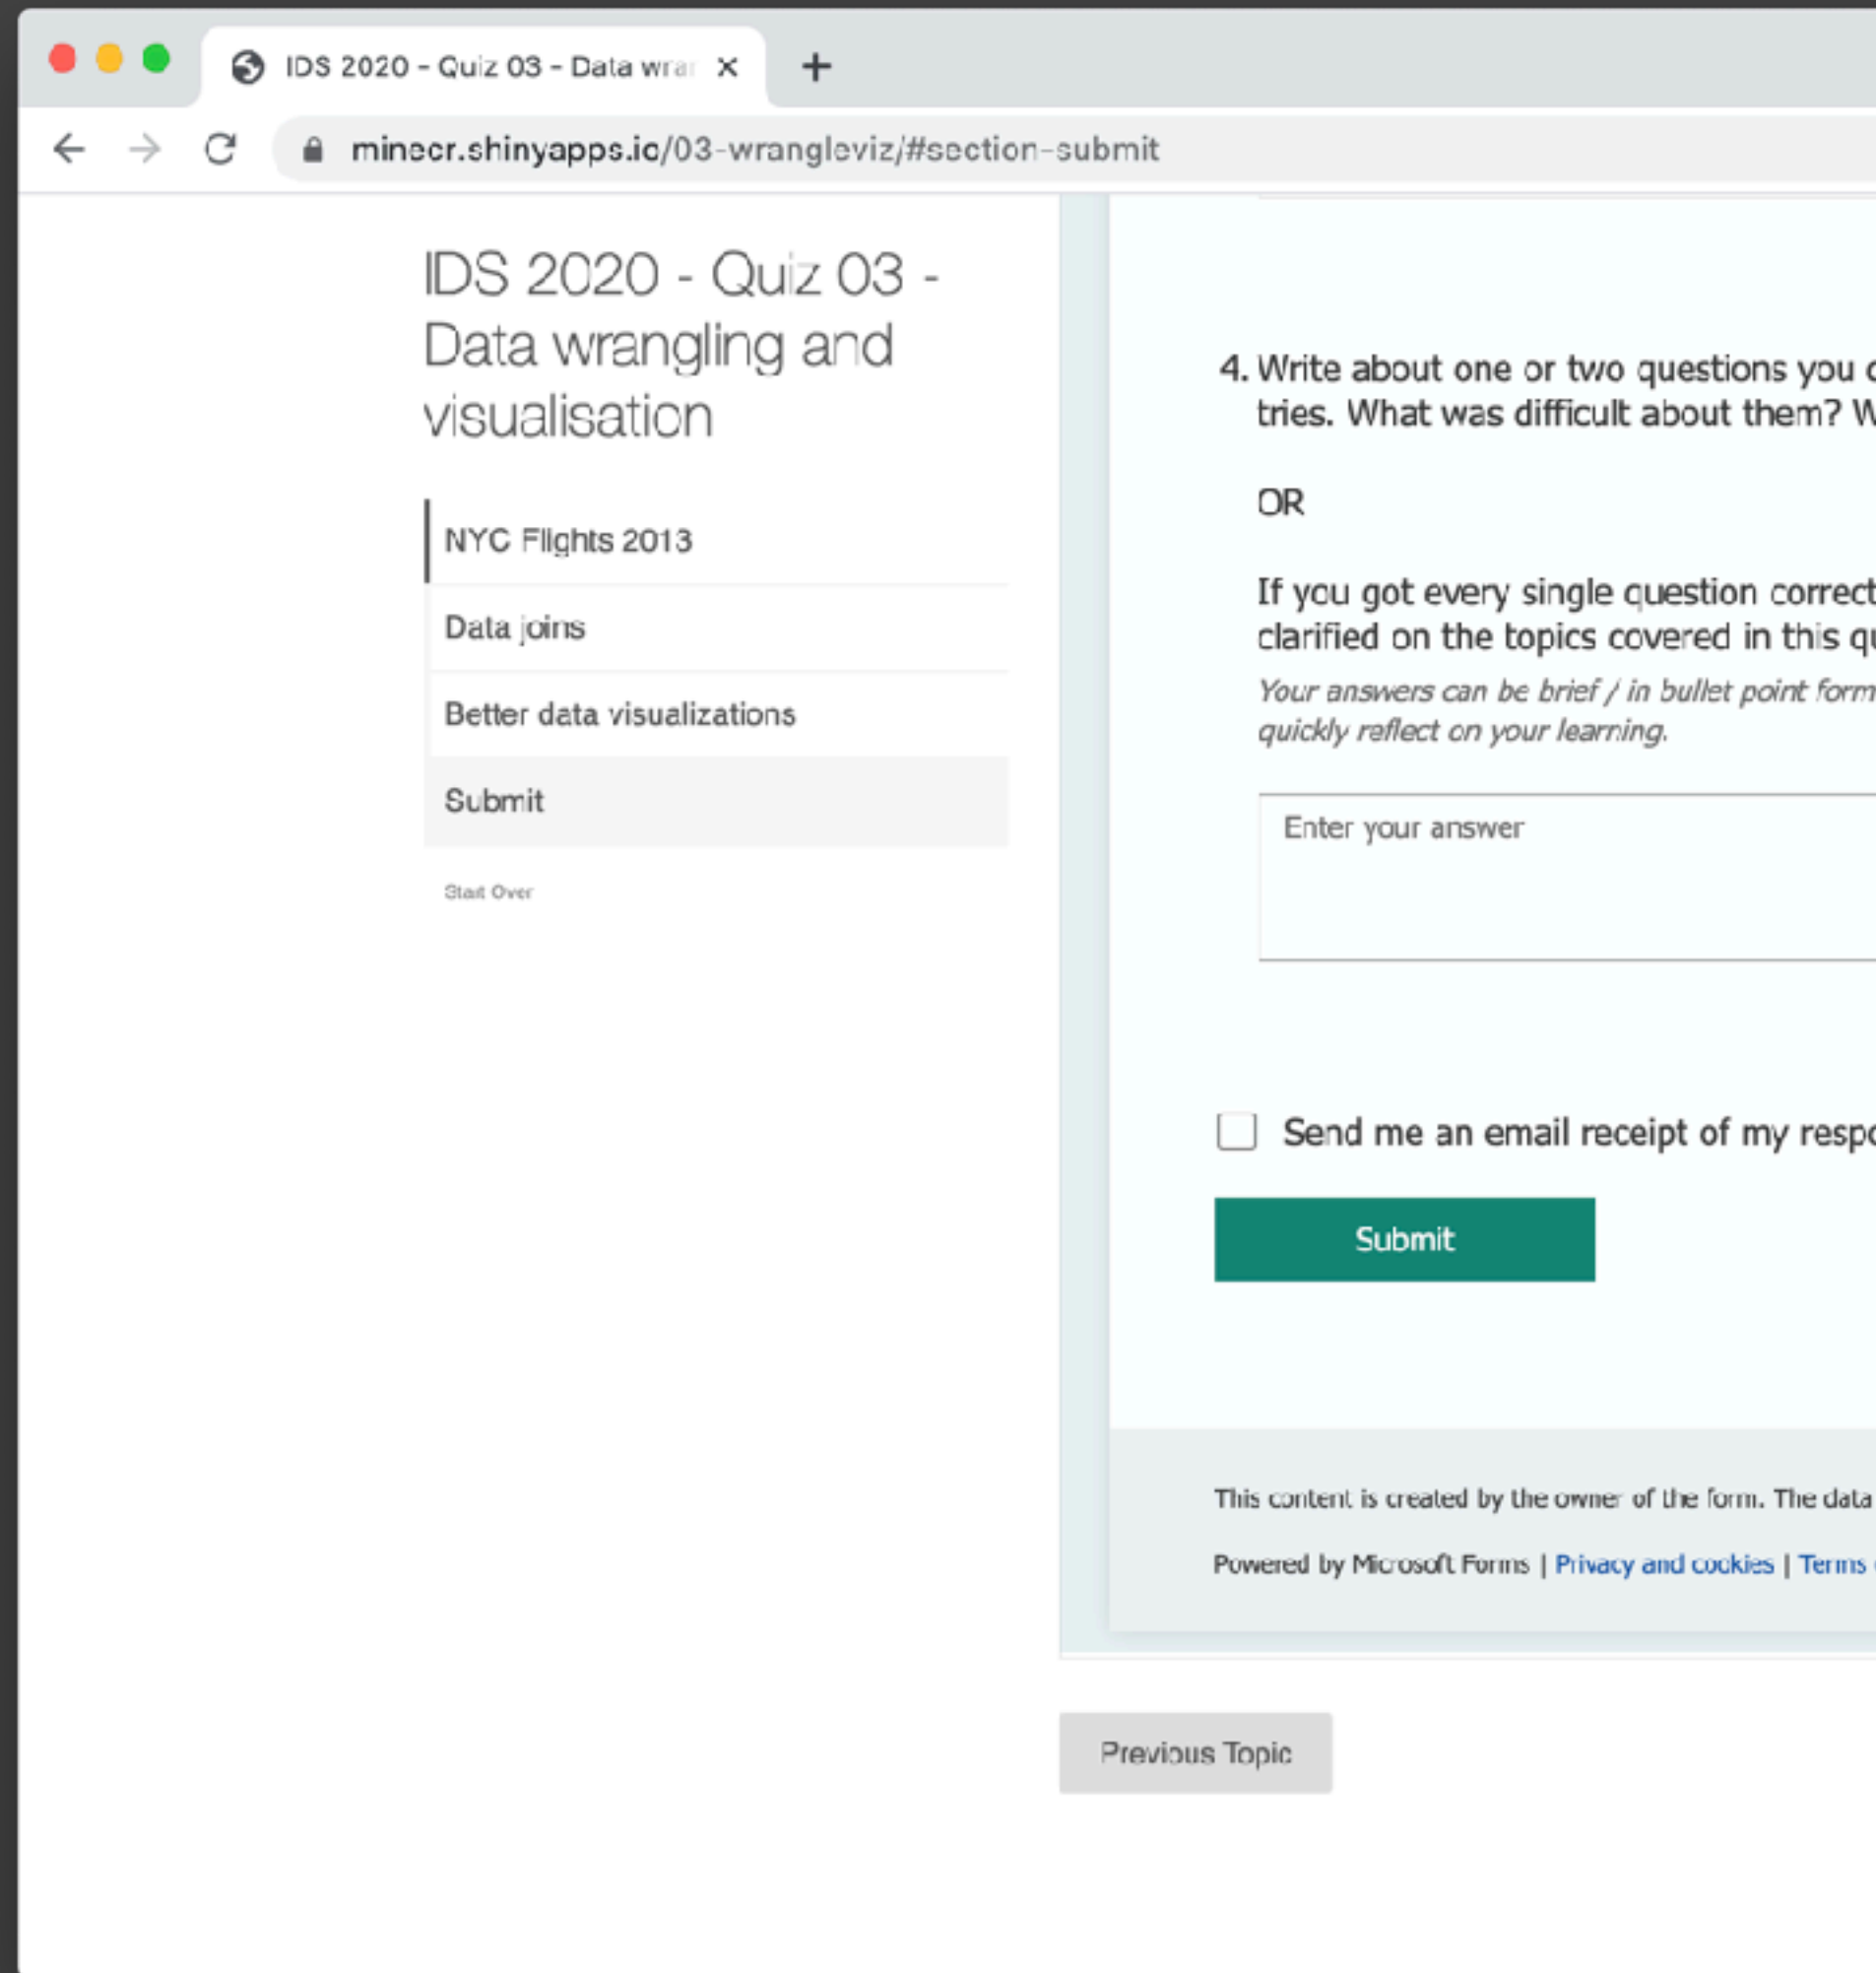 IDS 2020 - Quiz 03 - Data wrar
minecr.shinyapps.io/03-wrangleviz/#section-submit
IDS 2020 - Quiz 03 -
Data wrangling and
visualisation
NYC Flights 2013
Data joins
Better data visualizations
Submit
Start Over
4. Write about one or two questions you
tries. What was difficult about them?
OR
If you got every single question correct
clarified on the topics covered in this
Your answers can be brief / in bullet point form
quickly reflect on your learning.
Enter your answer
Send me an email receipt of my
Submit
This content is created by the owner of the form. The data
Powered by Microsoft Forms | Privacy and cookies | Terms
Previous Topic